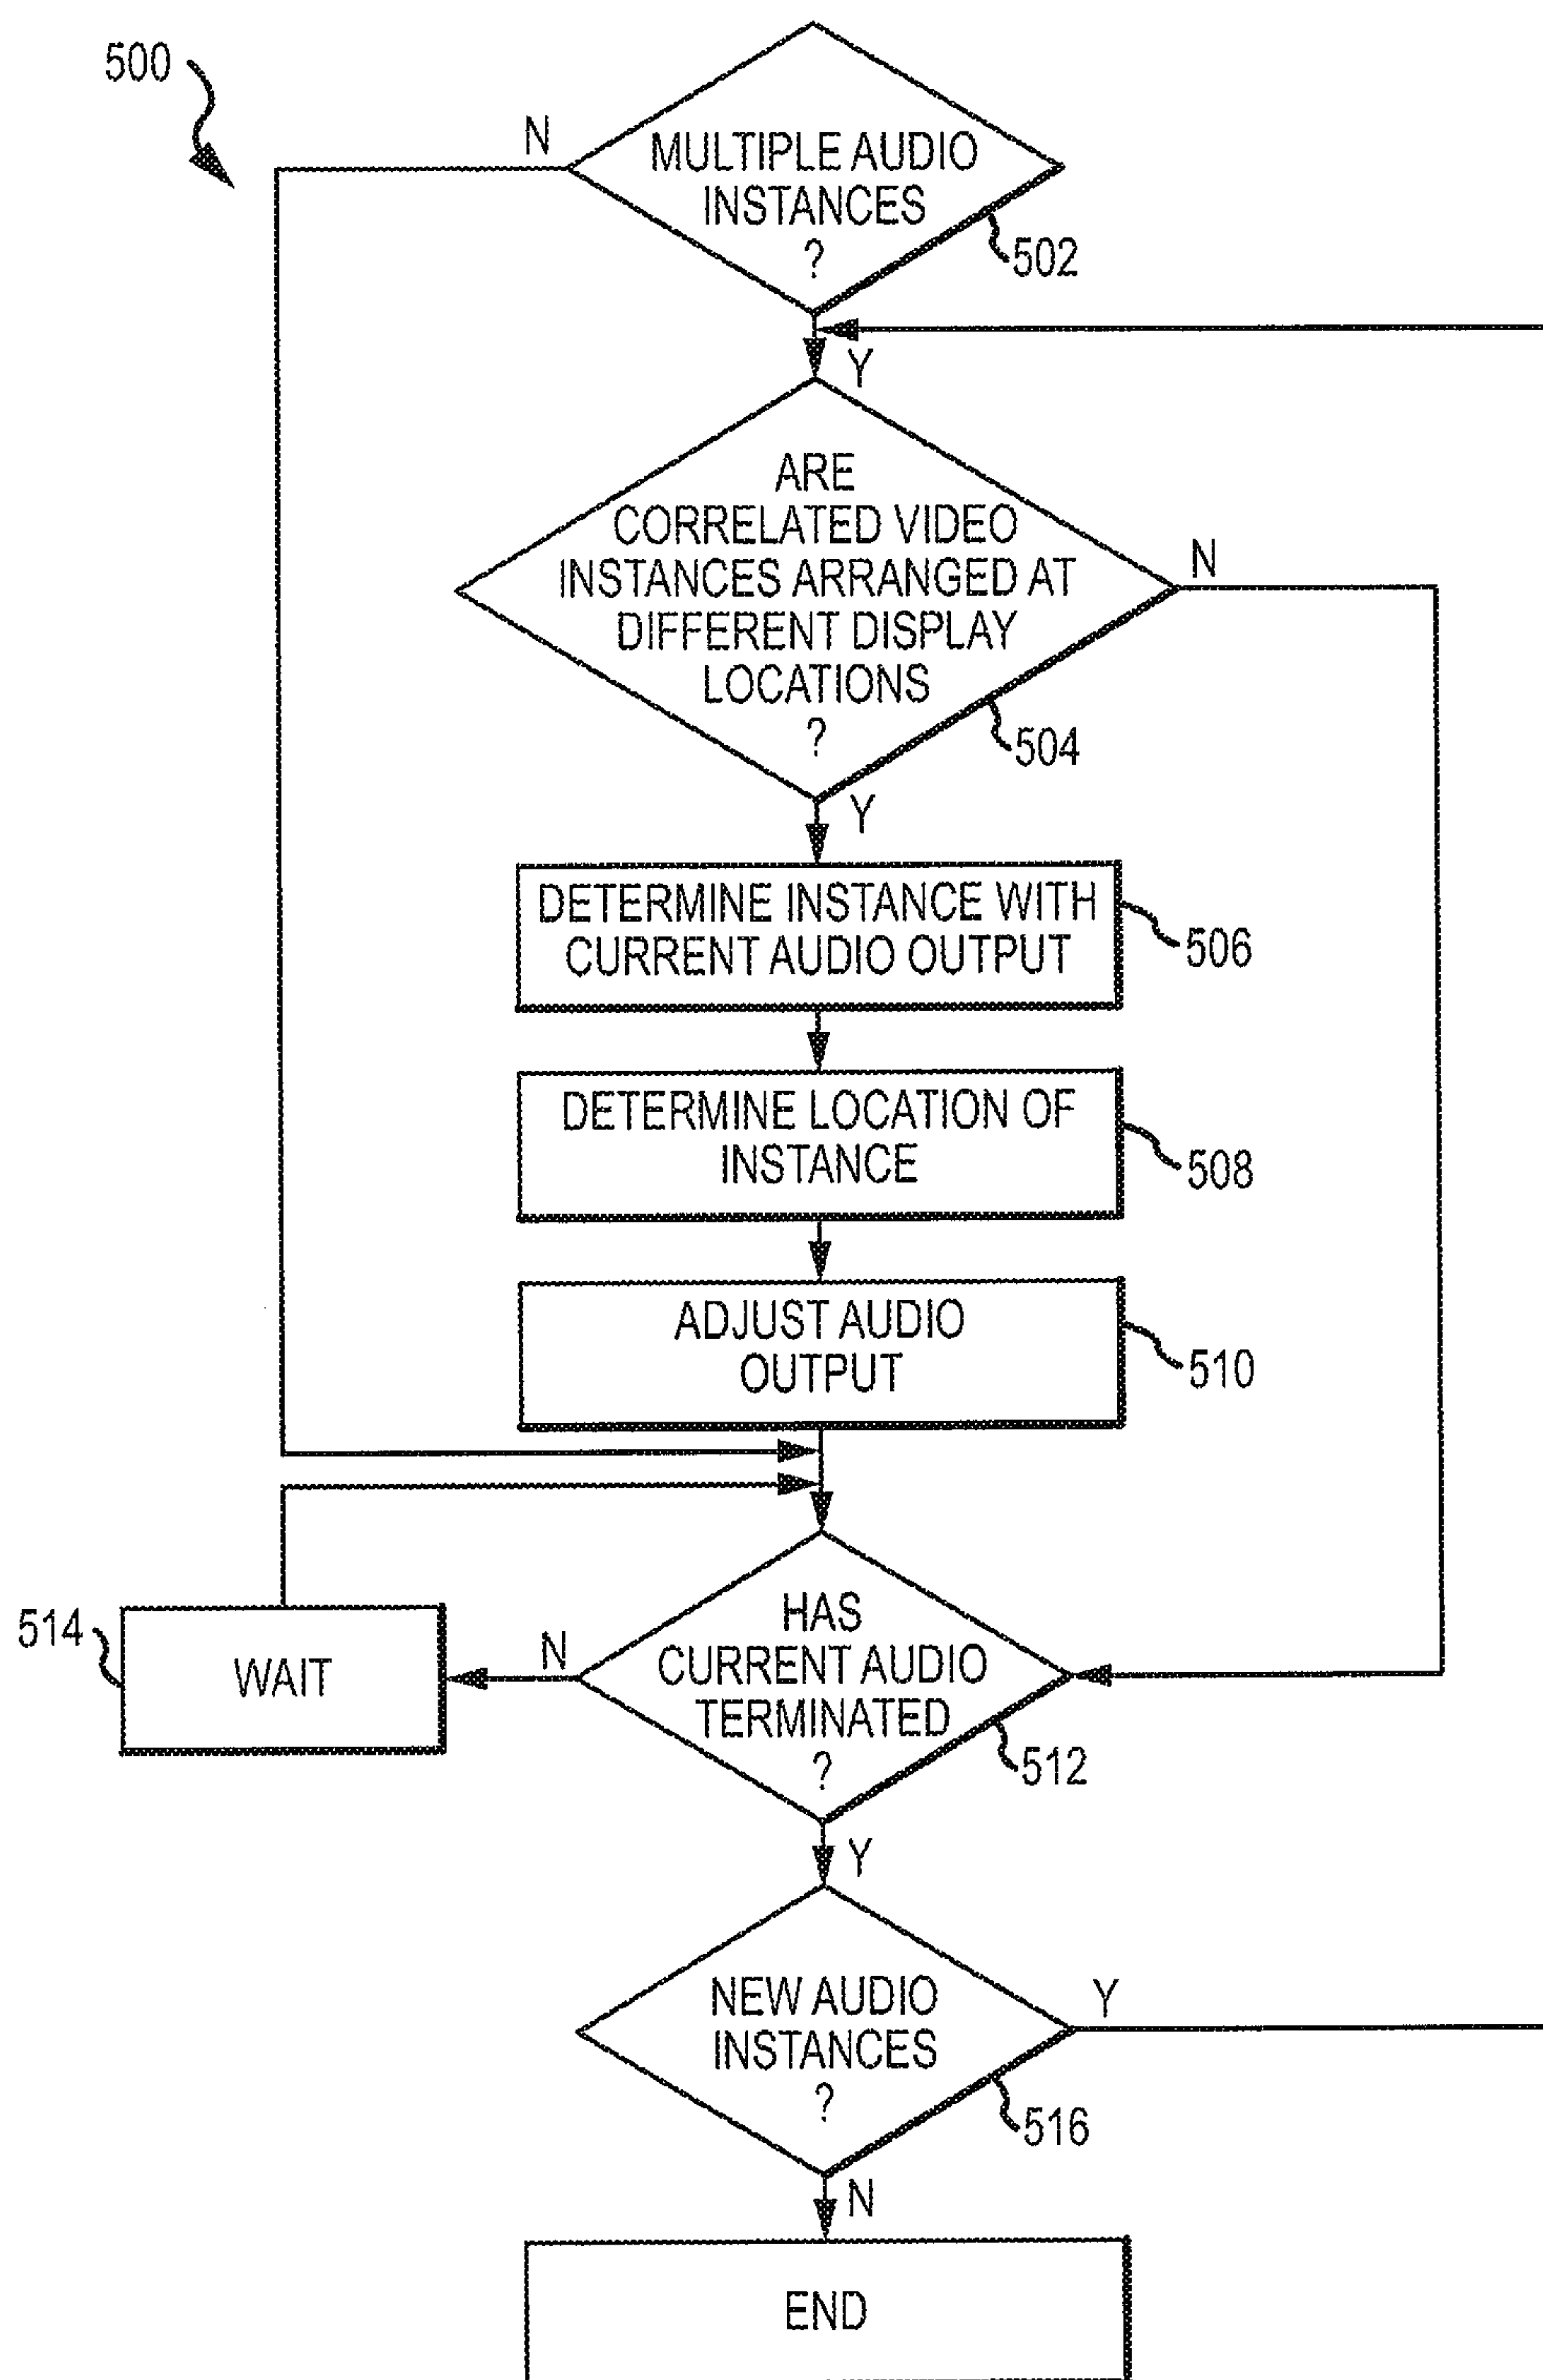 500
N
MULTIPLE AUDIO
INSTANCES
?
502
Y
ARE
CORRELATED VIDEO
INSTANCES ARRANGED AT
DIFFERENT DISPLAY
LOCATIONS
?
N
504
Y
DETERMINE INSTANCE WITH
CURRENT AUDIO OUTPUT
506
DETERMINE LOCATION OF
INSTANCE
508
ADJUST AUDIO
OUTPUT
510
514
WAIT
N
HAS
CURRENT AUDIO
TERMINATED
?
512
Y
NEW AUDIO
INSTANCES
?
Y
516
N
END